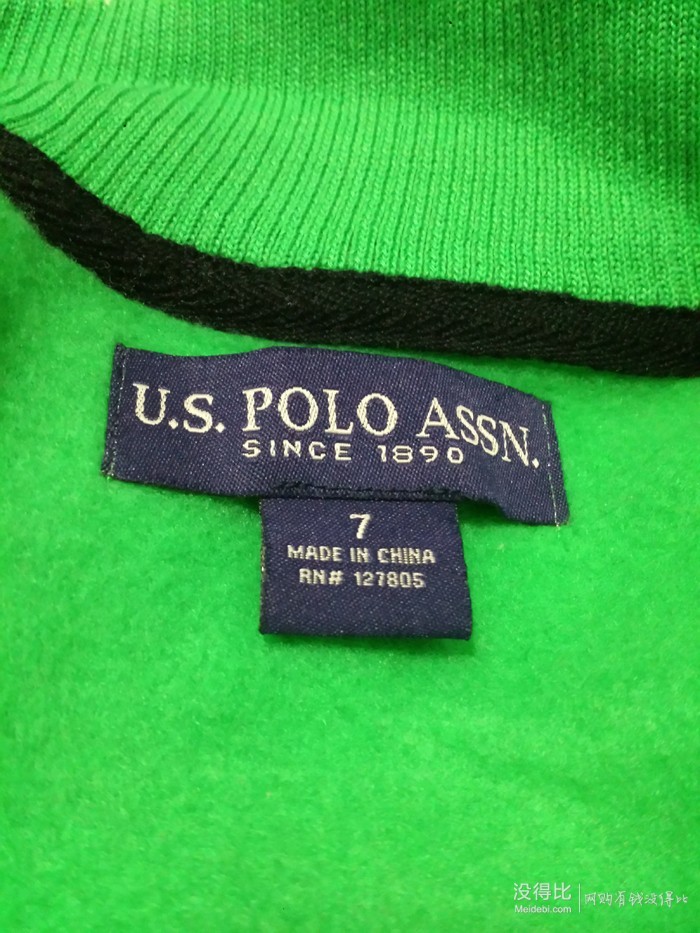 U.S. POLO ASSN.
SINCE 1890
7
MADE IN CHINA
RN# 127805
没得比
Meidebi.com
网购有钱没得比